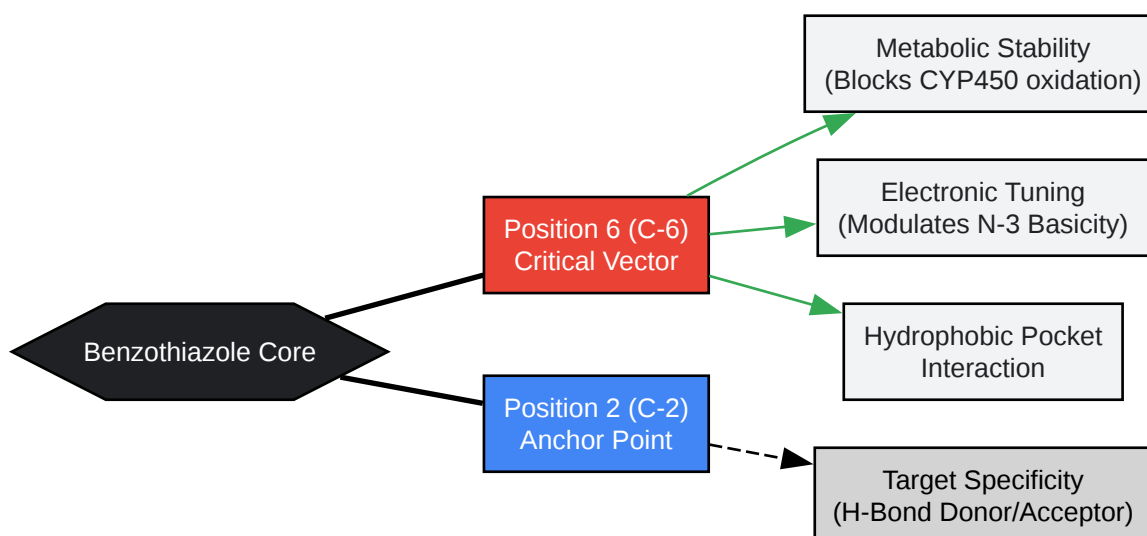 Metabolic Stability
(Blocks CYP450 oxidation)
Electronic Tuning
(Modulates N-3 Basicity)
Position 6 (C-6)
Critical Vector
Hydrophobic Pocket
Interaction
Benzothiazole Core
Position 2 (C-2)
Anchor Point
Target Specificity
(H-Bond Donor/Acceptor)